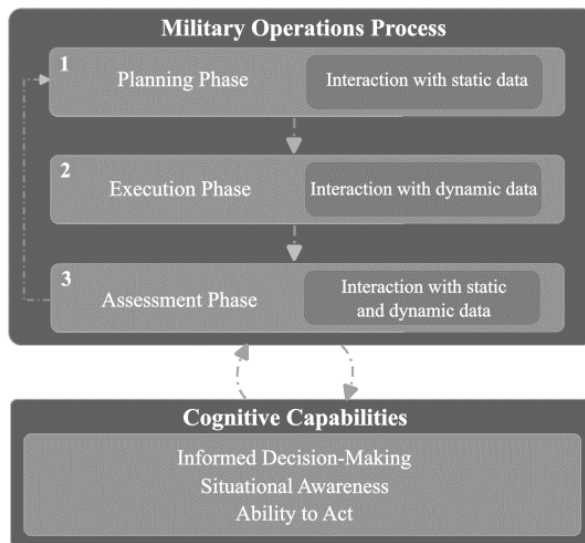 Military Operations Process
1
Planning Phase
Interaction with static data
2
Execution Phase
Interaction with dynamic data
3
Assessment Phase
Interaction with static
and dynamic data
Cognitive Capabilities
Informed Decision-Making
Situational Awareness
Ability to Act